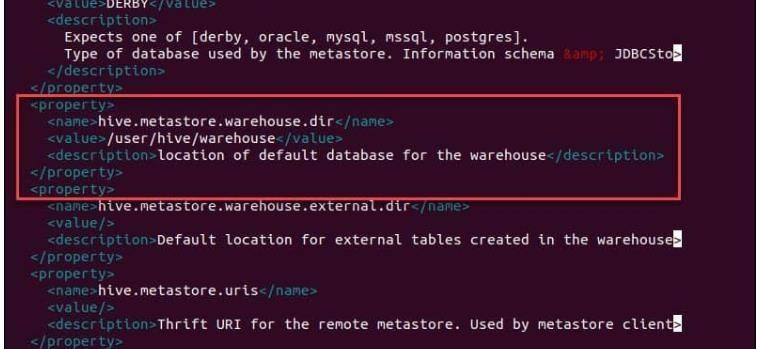 <value>DERBY</value>
<description>
Expects one of [derby, oracle, mysql, mssql, postgres].
Type of database used by the metastore. Information schema &amp; JDBCSto>
</description>
</property>
<property>
<name>hive.metastore.warehouse.dir</name>
<value>/user/hive/warehouse</value>
<description>location of default database for the warehouse</description>
</property>
<property>
<name>hive.metastore.warehouse.external.dir</name>
<value/>
<description>Default location for external tables created in the warehouse>
</property>
<property>
<name>hive.metastore.uris</name>
<value/>
<description>Thrift URI for the remote metastore. Used by metastore client>
</property>